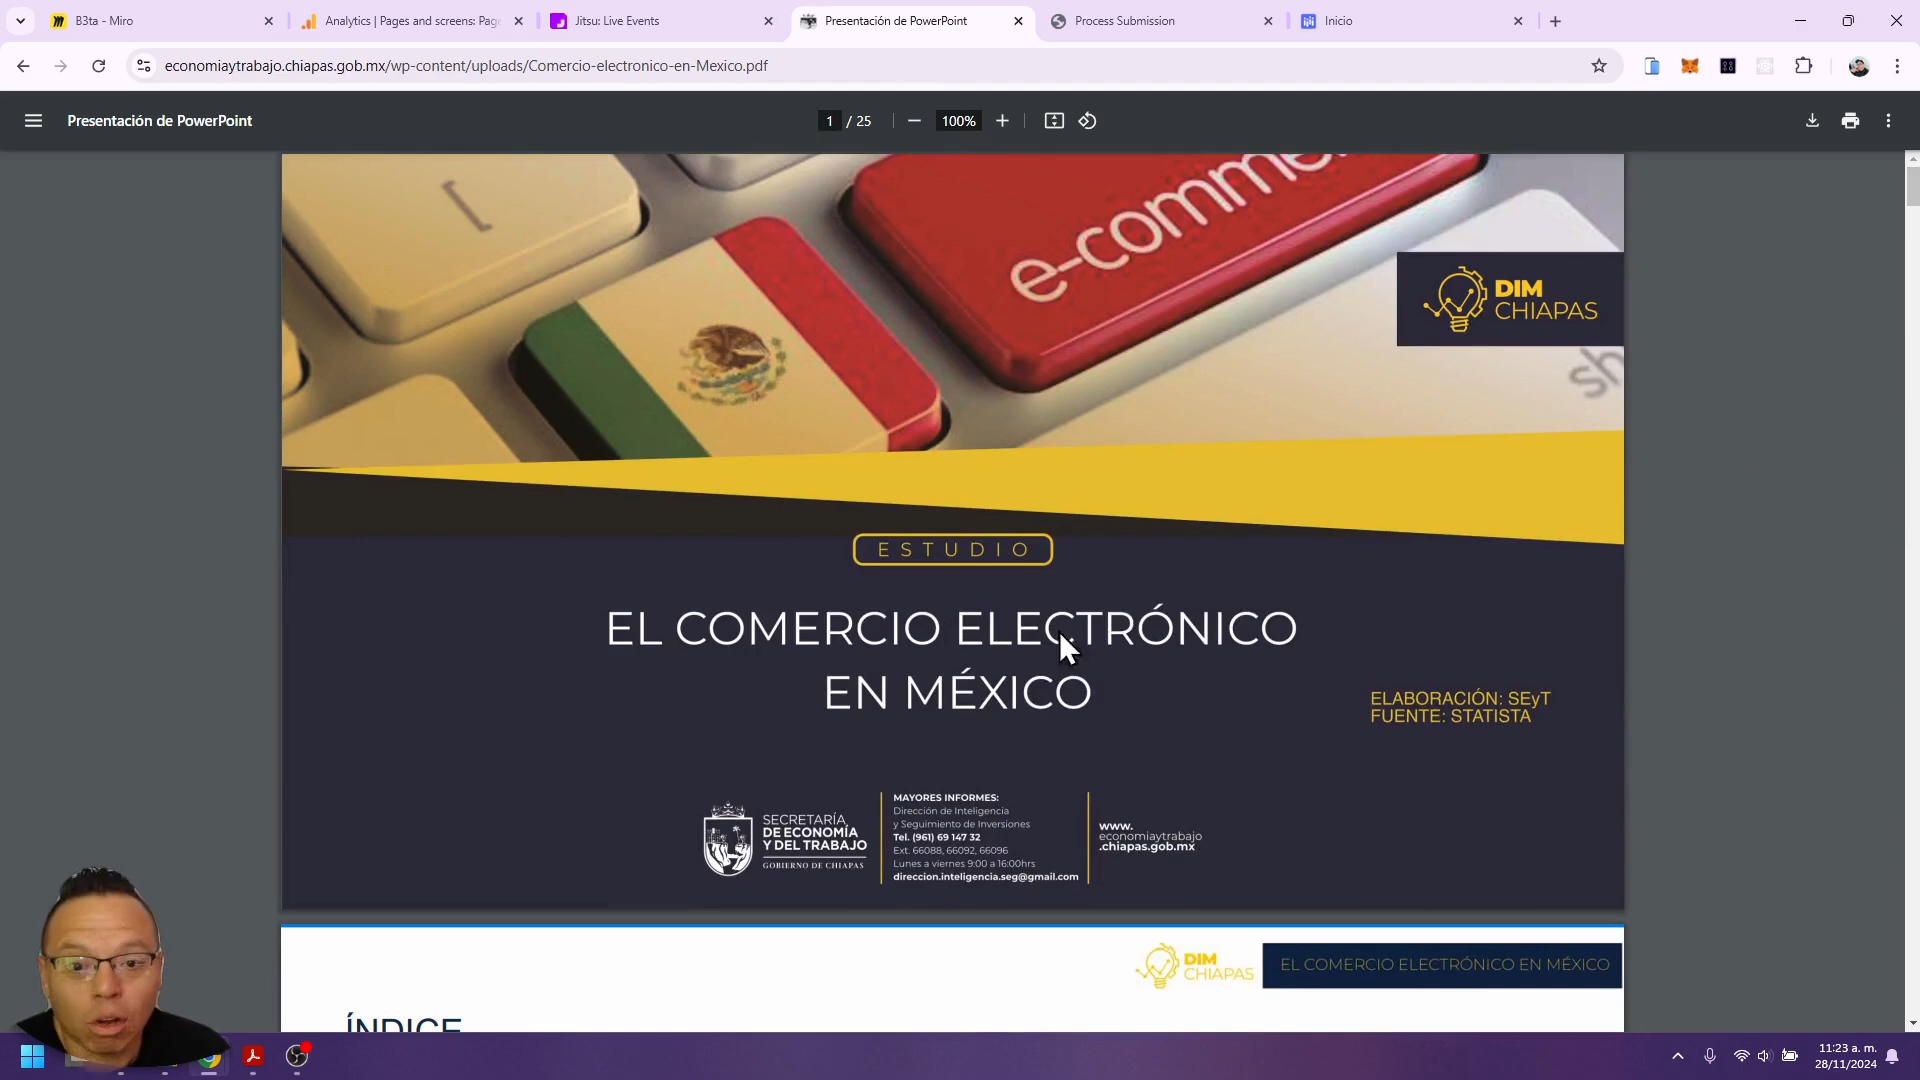 B3ta - Miro
Analytics | Pages and screens: Page
Jitsu: Live Events
Presentación de PowerPoint
Process Submission
Inicio
economiaytrabajo.chiapas.gob.mx/wp-content/uploads/Comercio-electronico-en-Mexico.pdf
Presentación de PowerPoint
1 / 25
100%
[
e-comme
DIM
CHIAPAS
sh
ESTUDIO
EL COMERCIO ELECTRÓNICO
EN MÉXICO
ELABORACIÓN: SEyT
FUENTE: STATISTA
SECRETARÍA
DE ECONOMÍA
Y DEL TRABAJO
GOBIERNO DE CHIAPAS
MAYORES INFORMES:
Dirección de Inteligencia
y Seguimiento de Inversiones
Tel. (961) 69 147 32
Ext. 66088, 66092, 66096
Lunes a viernes 9:00 a 16:00hrs
direccion.inteligencia.seg@gmail.com
www.
economiaytrabajo
.chiapas.gob.mx
DIM
CHIAPAS
EL COMERCIO ELECTRÓNICO EN MÉXICO
ÍNDICE
11:23 a. m.
28/11/2024